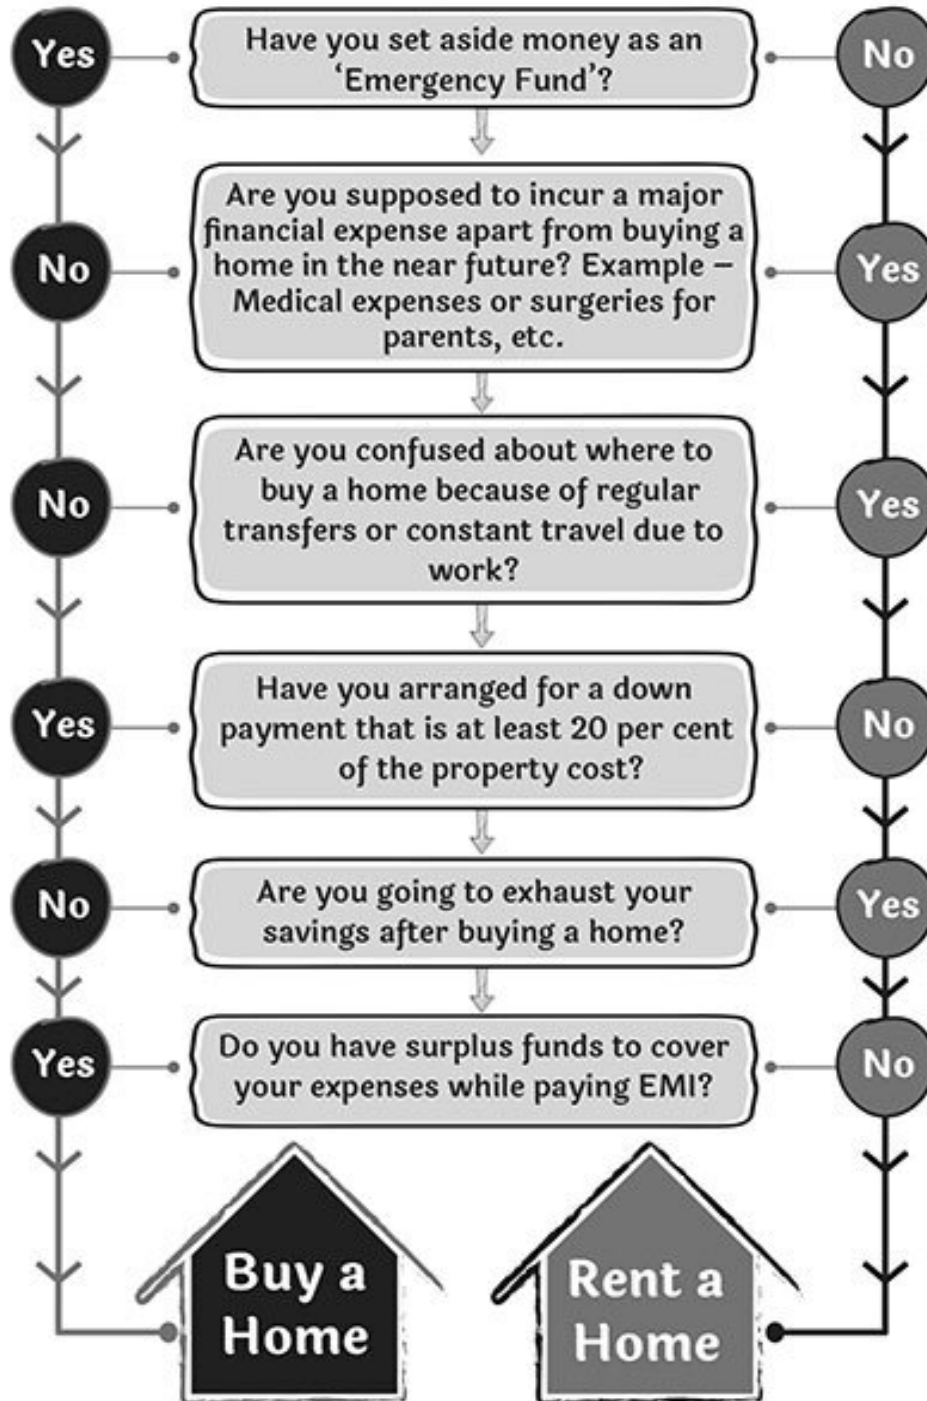 Yes
Have you set aside money as an
‘Emergency Fund’?
No
Are you supposed to incur a major
financial expense apart from buying a
home in the near future? Example –
Medical expenses or surgeries for
parents, etc.
No
Yes
Are you confused about where to
buy a home because of regular
transfers or constant travel due to
work?
No
Yes
Have you arranged for a down
payment that is at least 20 per cent
of the property cost?
Yes
No
Are you going to exhaust your
savings after buying a home?
No
Yes
Do you have surplus funds to cover
your expenses while paying EMI?
Yes
No
Buy a
Home
Rent a
Home